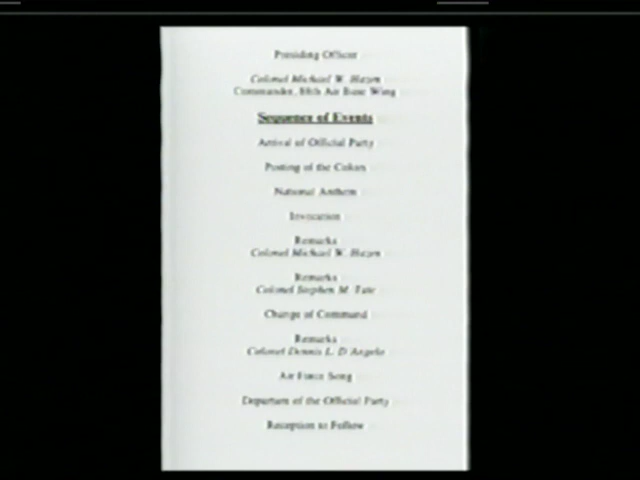 Presiding Officer
Colonel Michael W. Hazen
Commander, 88th Air Base Wing
Sequence of Events
Arrival of Official Party
Posting of the Colors
National Anthem
Invocation
Remarks
Colonel Michael W. Hazen
Remarks
Colonel Stephen M. Tate
Change of Command
Remarks
Colonel Dennis L. D'Angelo
Air Force Song
Departure of the Official Party
Reception to Follow